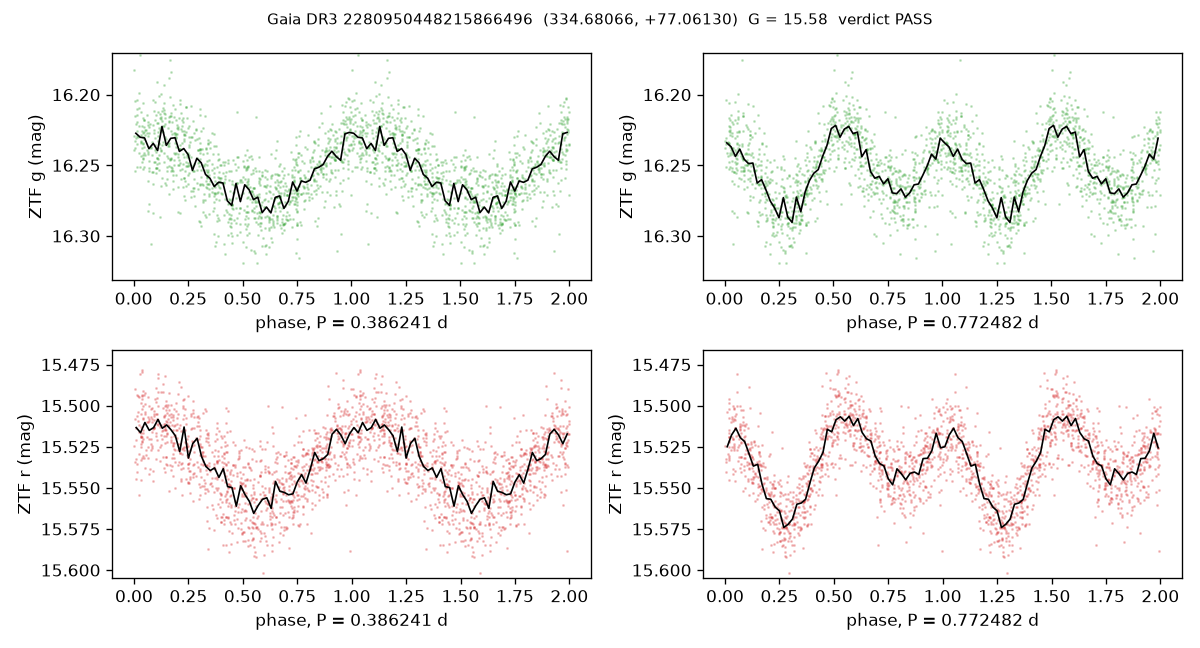 Gaia DR3 2280950448215866496  (334.68066, +77.06130)  G = 15.58  verdict PASS
ZTF g (mag)
16.20
16.25
16.30
0.00 0.25 0.50 0.75 1.00 1.25 1.50 1.75 2.00
phase, P = 0.386241 d
ZTF g (mag)
16.20
16.25
16.30
0.00 0.25 0.50 0.75 1.00 1.25 1.50 1.75 2.00
phase, P = 0.772482 d
ZTF r (mag)
15.475
15.500
15.525
15.550
15.575
15.600
0.00 0.25 0.50 0.75 1.00 1.25 1.50 1.75 2.00
phase, P = 0.386241 d
ZTF r (mag)
15.475
15.500
15.525
15.550
15.575
15.600
0.00 0.25 0.50 0.75 1.00 1.25 1.50 1.75 2.00
phase, P = 0.772482 d